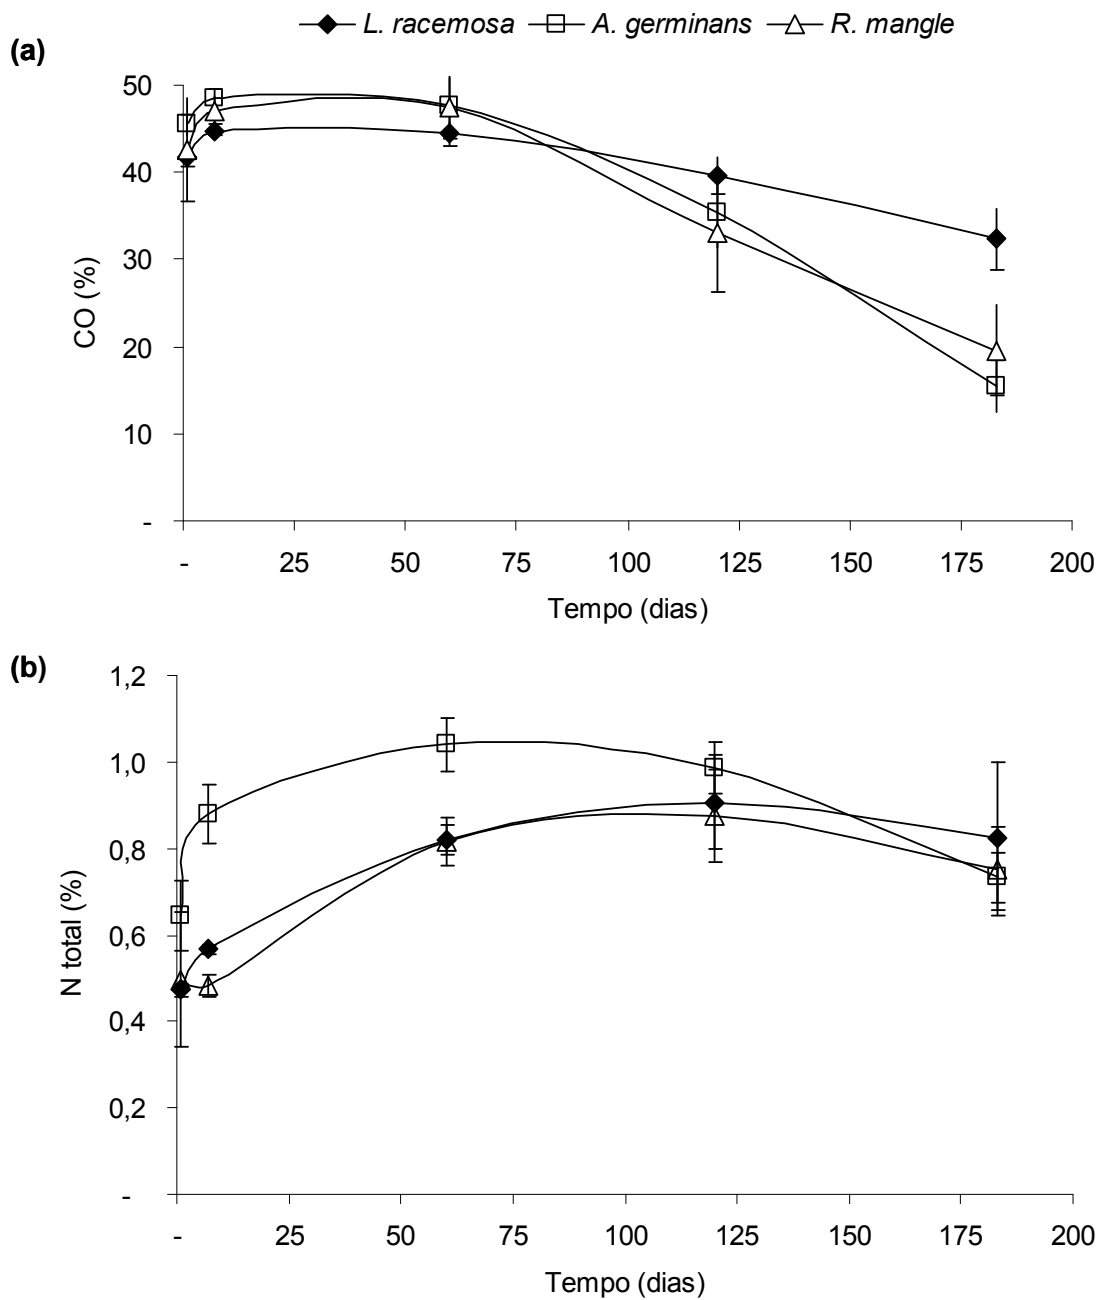 L. racemosa A. germinans R. mangle
(a)
50
40
30
20
10
-
CO (%)
- 25 50 75 100 125 150 175 200
Tempo (dias)
(b)
1,2
1,0
0,8
0,6
0,4
0,2
-
N total (%)
- 25 50 75 100 125 150 175 200
Tempo (dias)